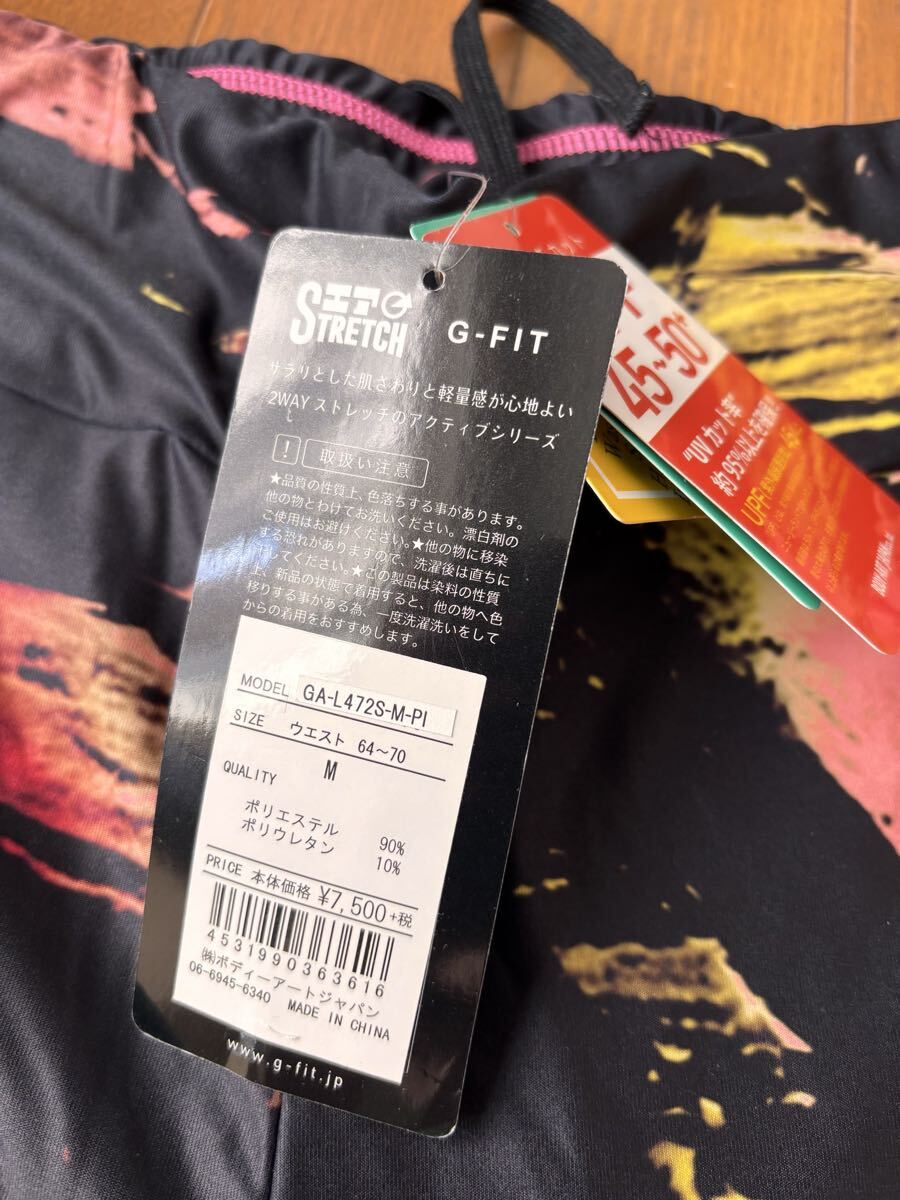 エア
STRETCH
G-FIT
サラリとした肌さわりと軽量感が心地よい
2WAY ストレッチのアクティブシリーズ
! 取扱い注意
★品質の性質上、色落ちする事があります。
他の物とわけてお洗いください。漂白剤の
ご使用はお避けください。★他の物に移染
する恐れがありますので、洗濯後は直ちに
してください。★この製品は染料の性質
上、新品の状態で着用すると、他の物へ色
移りする事がある為、一度洗濯洗いをして
からの着用をおすすめします。
MODEL GA-L472S-M-PI
SIZE ウエスト 64～70
M
QUALITY
ポリエステル 90%
ポリウレタン 10%
PRICE 本体価格 ¥7,500+税
4531990363616
㈱ボディーアートジャパン
06-6945-6340 MADE IN CHINA
www.g-fit.jp
カット
45~50+
"UVカット率"
約95%以上を
UPF